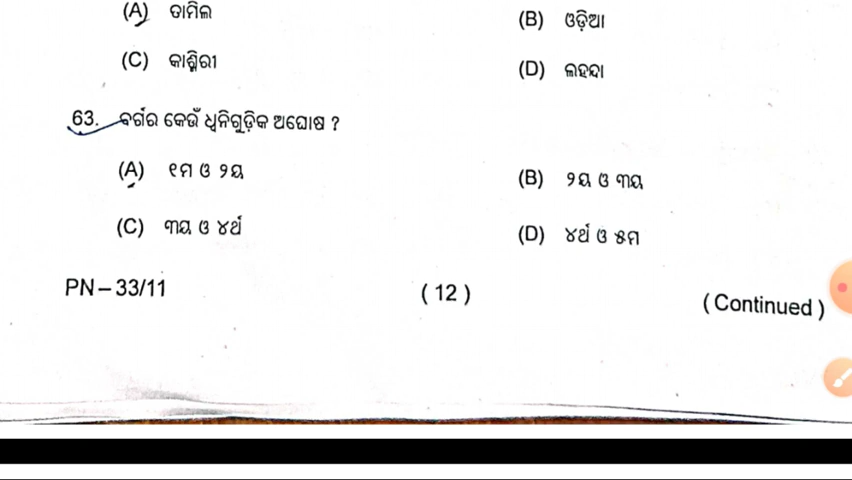 (A) ତାମିଲ (B) ଓଡ଼ିଆ
(C) କାଶ୍ମିରୀ (D) ଲହନ୍ଦା
63. ବର୍ଗର କେଉଁ ଧ୍ୱନିଗୁଡ଼ିକ ଅଘୋଷ ?
(A) ୧ମ ଓ ୨ୟ (B) ୨ୟ ଓ ୩ୟ
(C) ୩ୟ ଓ ୪ର୍ଥ (D) ୪ର୍ଥ ଓ ୫ମ
PN – 33/11 ( 12 ) ( Continued )